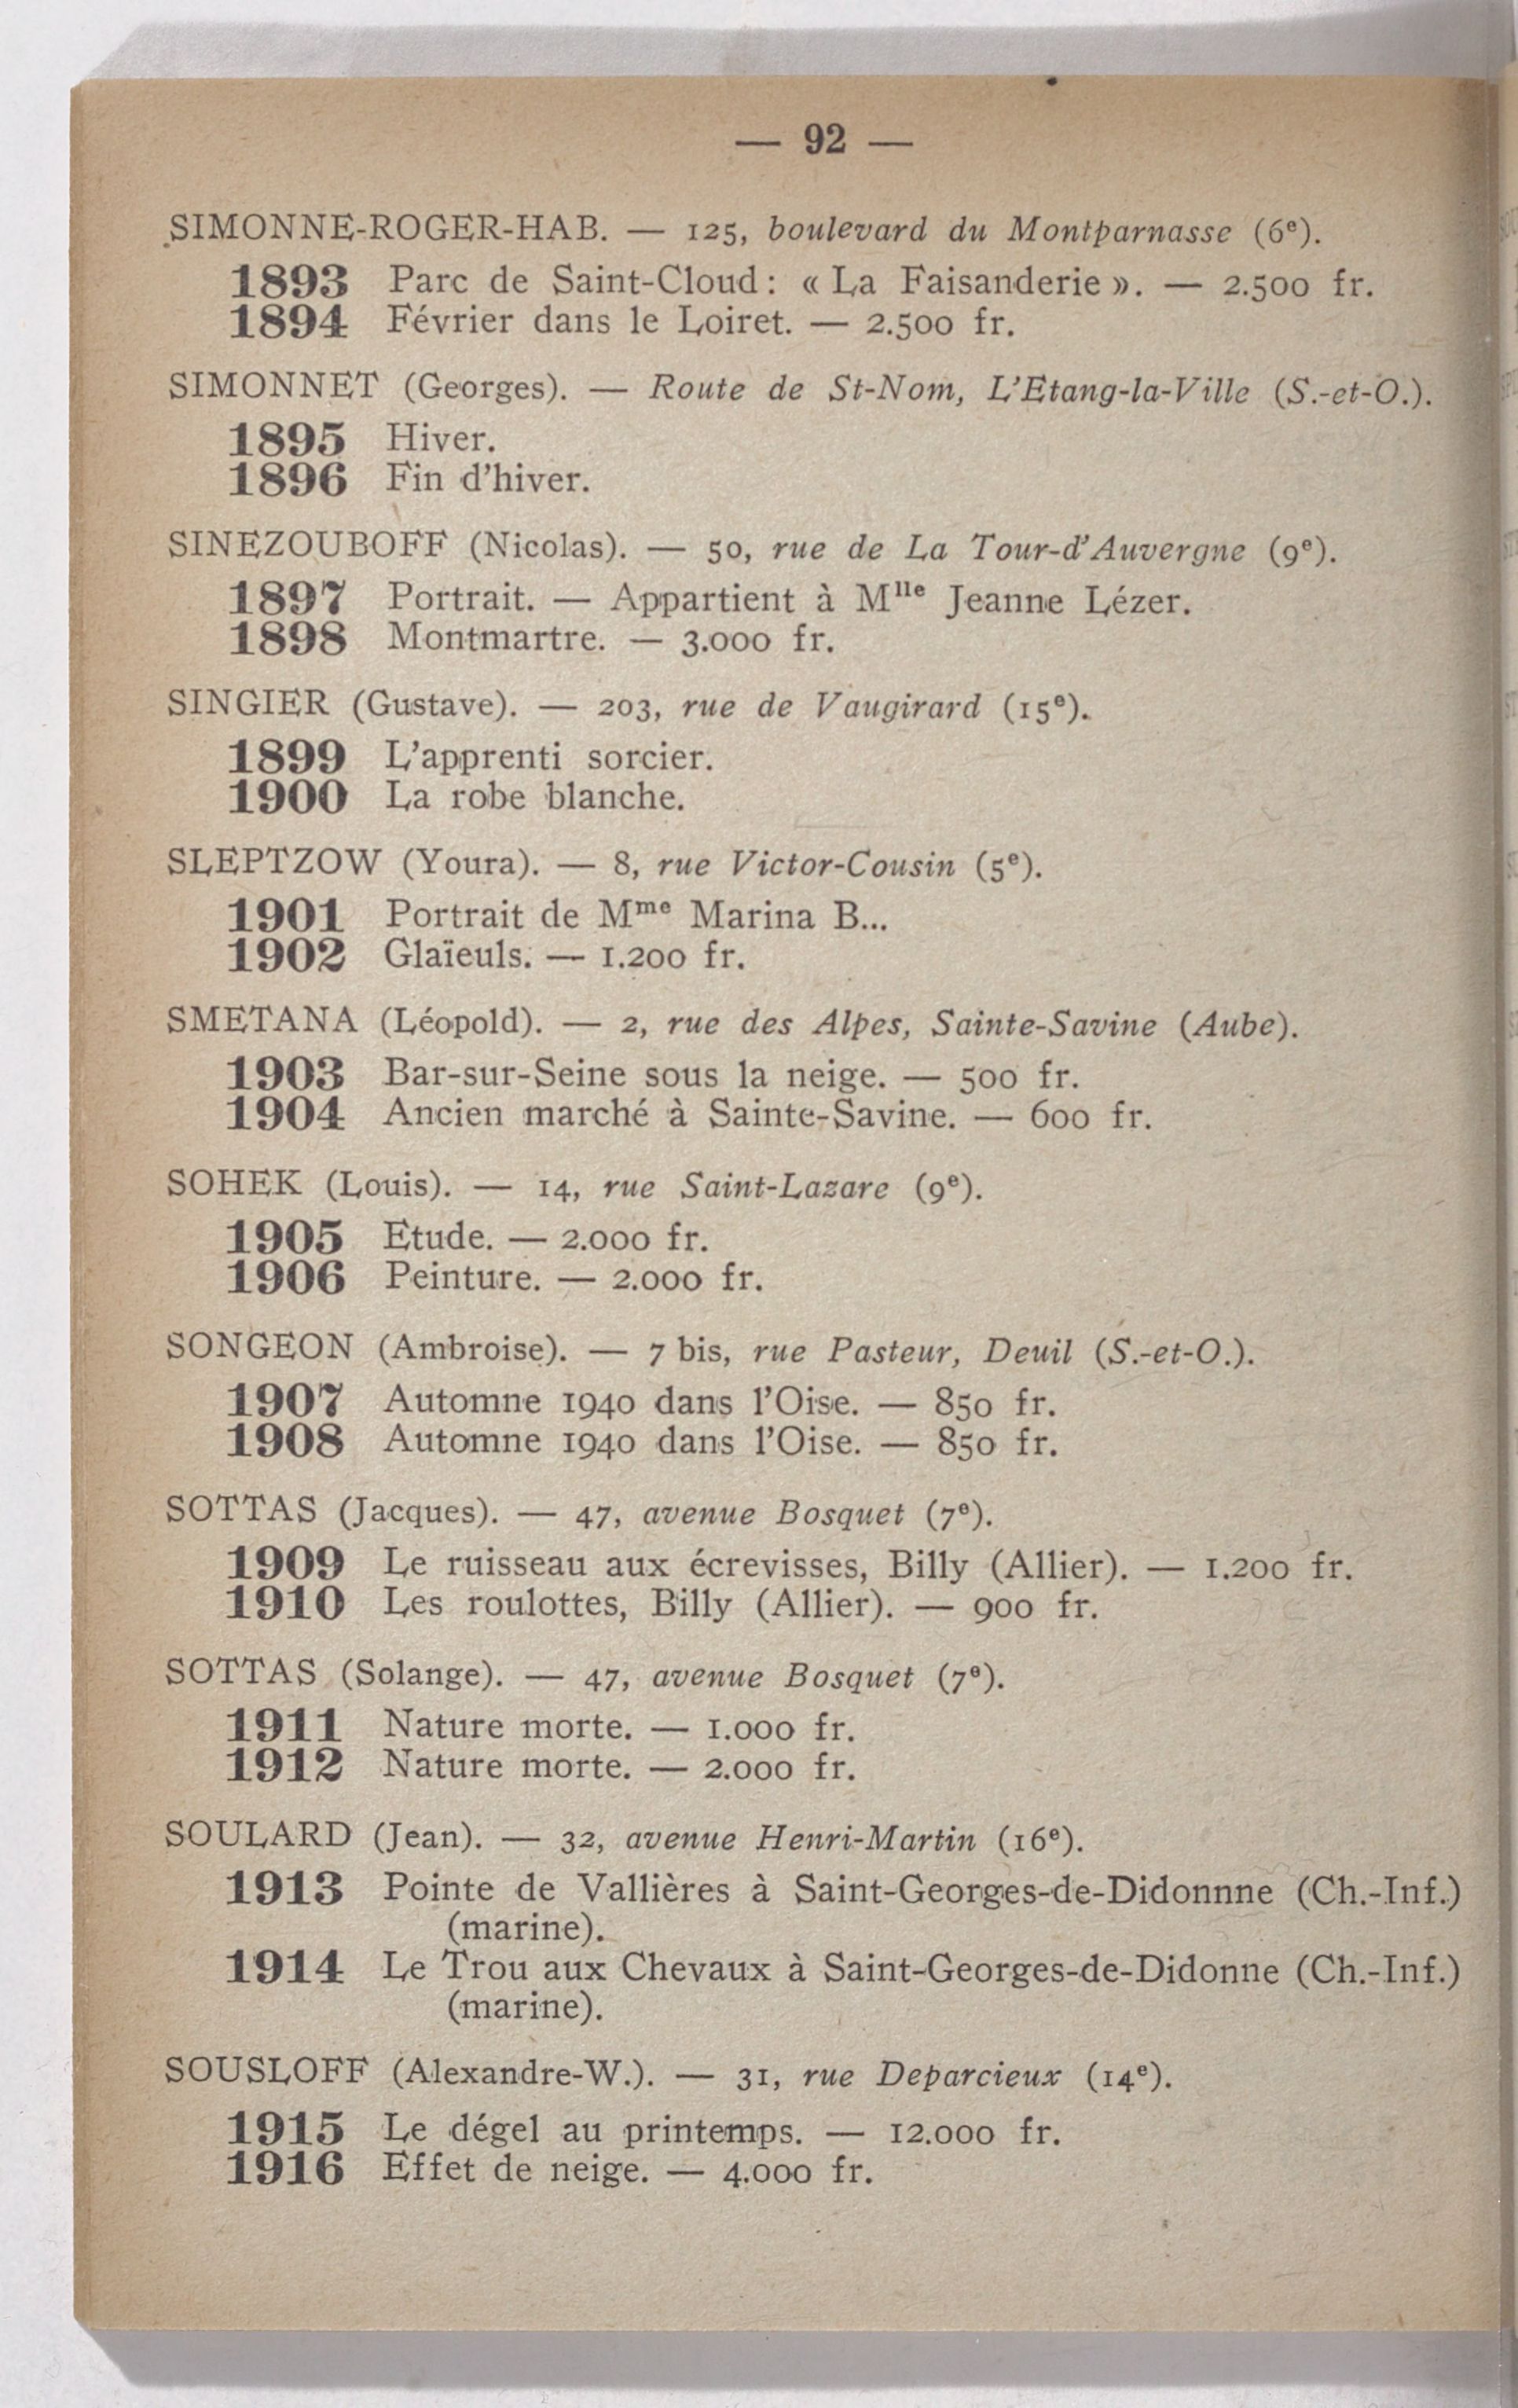 — 92 —
SIMONNE-ROGER-HAB. — 125, boulevard du Montparnasse (6e).
1893 Parc de Saint-Cloud: « La Faisanderie ». — 2.500 fr.
1894 Février dans le Loiret. — 2.500 fr.
SIMONNET (Georges). — Route de St-Nom, L'Etang-la-Ville (S.-et-O.).
1895 Hiver.
1896 Fin d'hiver.
SINEZOUBOFF (Nicolas). — 50, rue de La Tour-d'Auvergne (9e).
1897 Portrait. — Appartient à Mlle Jeanne Lézer.
1898 Montmartre. — 3.000 fr.
SINGIER (Gustave). — 203, rue de Vaugirard (15e).
1899 L'apprenti sorcier.
1900 La robe blanche.
SLEPTZOW (Youra). — 8, rue Victor-Cousin (5e).
1901 Portrait de Mme Marina B...
1902 Glaïeuls. — 1.200 fr.
SMETANA (Léopold). — 2, rue des Alpes, Sainte-Savine (Aube).
1903 Bar-sur-Seine sous la neige. — 500 fr.
1904 Ancien marché à Sainte-Savine. — 600 fr.
SOHEK (Louis). — 14, rue Saint-Lazare (9e).
1905 Etude. — 2.000 fr.
1906 Peinture. — 2.000 fr.
SONGEON (Ambroise). — 7 bis, rue Pasteur, Deuil (S.-et-O.).
1907 Automne 1940 dans l'Oise. — 850 fr.
1908 Automne 1940 dans l'Oise. — 850 fr.
SOTTAS (Jacques). — 47, avenue Bosquet (7e).
1909 Le ruisseau aux écrevisses, Billy (Allier). — 1.200 fr.
1910 Les roulottes, Billy (Allier). — 900 fr.
SOTTAS (Solange). — 47, avenue Bosquet (7e).
1911 Nature morte. — 1.000 fr.
1912 Nature morte. — 2.000 fr.
SOULARD (Jean). — 32, avenue Henri-Martin (16e).
1913 Pointe de Vallières à Saint-Georges-de-Didonnne (Ch.-Inf.)
(marine).
1914 Le Trou aux Chevaux à Saint-Georges-de-Didonne (Ch.-Inf.)
(marine).
SOUSLOFF (Alexandre-W.). — 31, rue Deparcieux (14e).
1915 Le dégel au printemps. — 12.000 fr.
1916 Effet de neige. — 4.000 fr.